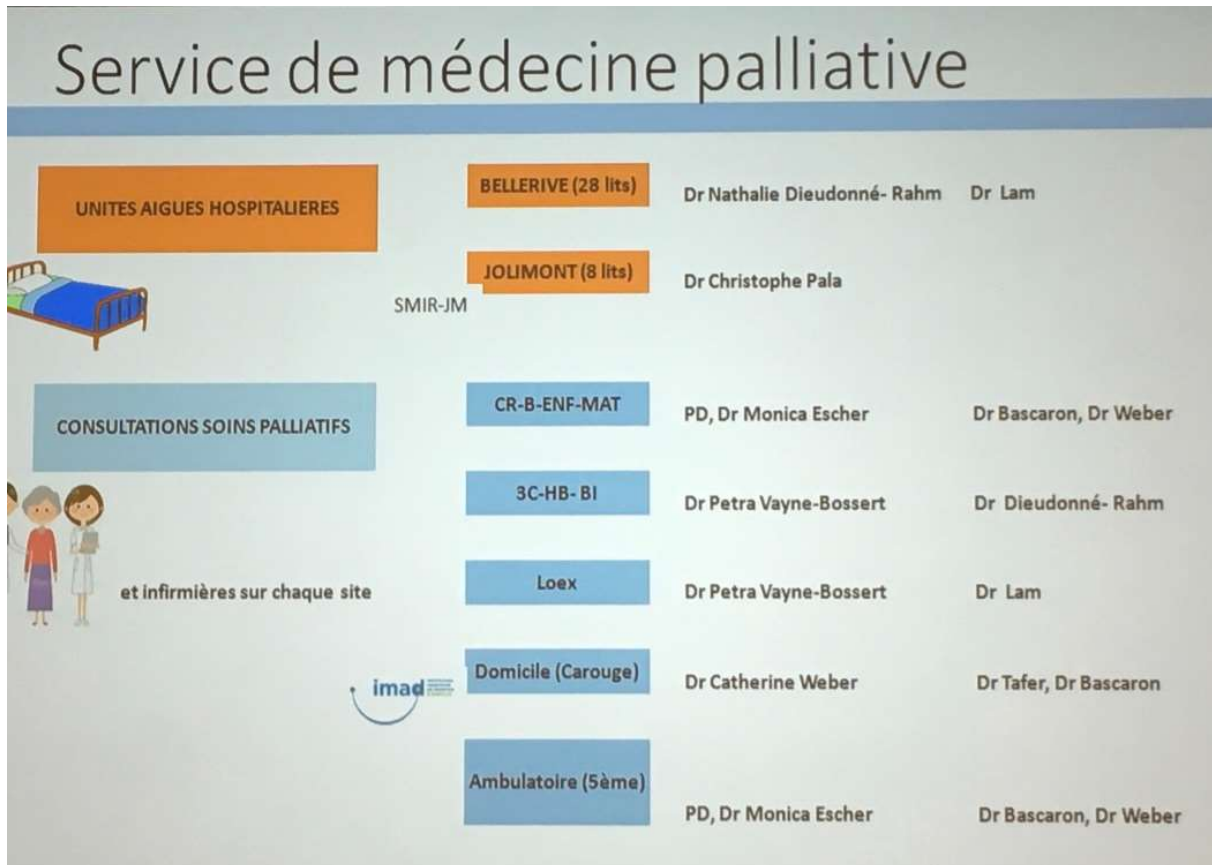 Service de médecine palliative
UNITES AIGUES HOSPITALIERES
BELLERIVE (28 lits)
Dr Nathalie Dieudonné- Rahm
Dr Lam
JOLIMONT (8 lits)
Dr Christophe Pala
SMIR-JM
CONSULTATIONS SOINS PALLIATIFS
CR-B-ENF-MAT
PD, Dr Monica Escher
Dr Bascaron, Dr Weber
3C-HB- BI
Dr Petra Vayne-Bossert
Dr Dieudonné- Rahm
et infirmières sur chaque site
Loex
Dr Petra Vayne-Bossert
Dr Lam
imad
Domicile (Carouge)
Dr Catherine Weber
Dr Tafer, Dr Bascaron
Ambulatoire (5ème)
PD, Dr Monica Escher
Dr Bascaron, Dr Weber